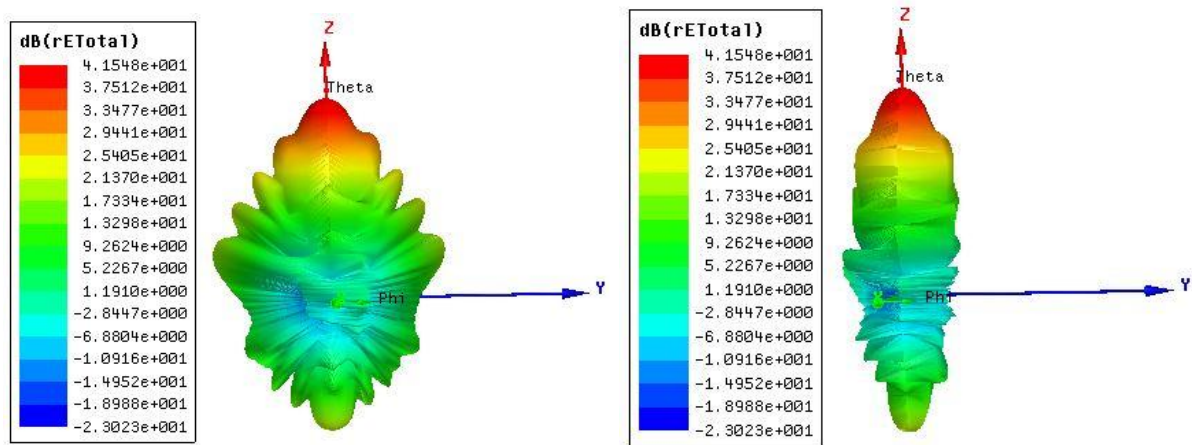 dB(rETotal)
4.1548e+001
3.7512e+001
3.3477e+001
2.9441e+001
2.5405e+001
2.1370e+001
1.7334e+001
1.3298e+001
9.2624e+000
5.2267e+000
1.1910e+000
-2.8447e+000
-6.8804e+000
-1.0916e+001
-1.4952e+001
-1.8988e+001
-2.3023e+001
Z
Theta
Phi
Y
dB(rETotal)
4.1548e+001
3.7512e+001
3.3477e+001
2.9441e+001
2.5405e+001
2.1370e+001
1.7334e+001
1.3298e+001
9.2624e+000
5.2267e+000
1.1910e+000
-2.8447e+000
-6.8804e+000
-1.0916e+001
-1.4952e+001
-1.8988e+001
-2.3023e+001
Z
Theta
Phi
Y